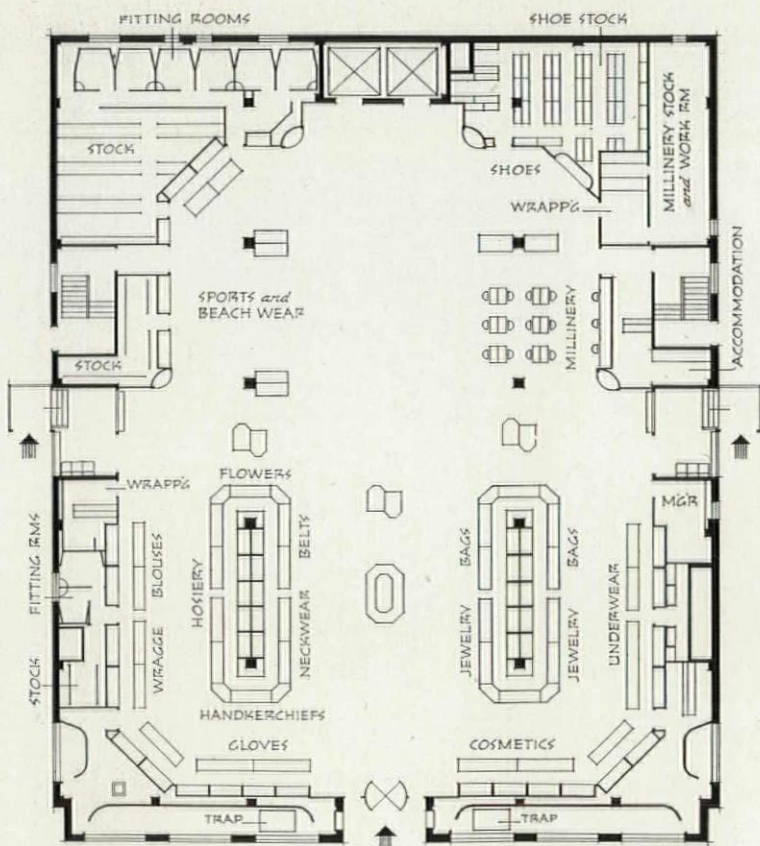 FITTING ROOMS
SHOE STOCK
STOCK
SHOES
MILLINERY STOCK
and WORK RM
WRAPP'G
SPORTS and
BEACH WEAR
MILLINERY
ACCOMMODATION
STOCK
WRAPP'G
FLOWERS
MG'R
FITTING RMS
BLOUSES
HOSIERY
BELTS
BAGS
BAGS
UNDERWEAR
WRAGGE
NECKWEAR
JEWELRY
JEWELRY
STOCK
HANDKERCHIEFS
GLOVES
COSMETICS
TRAP
TRAP